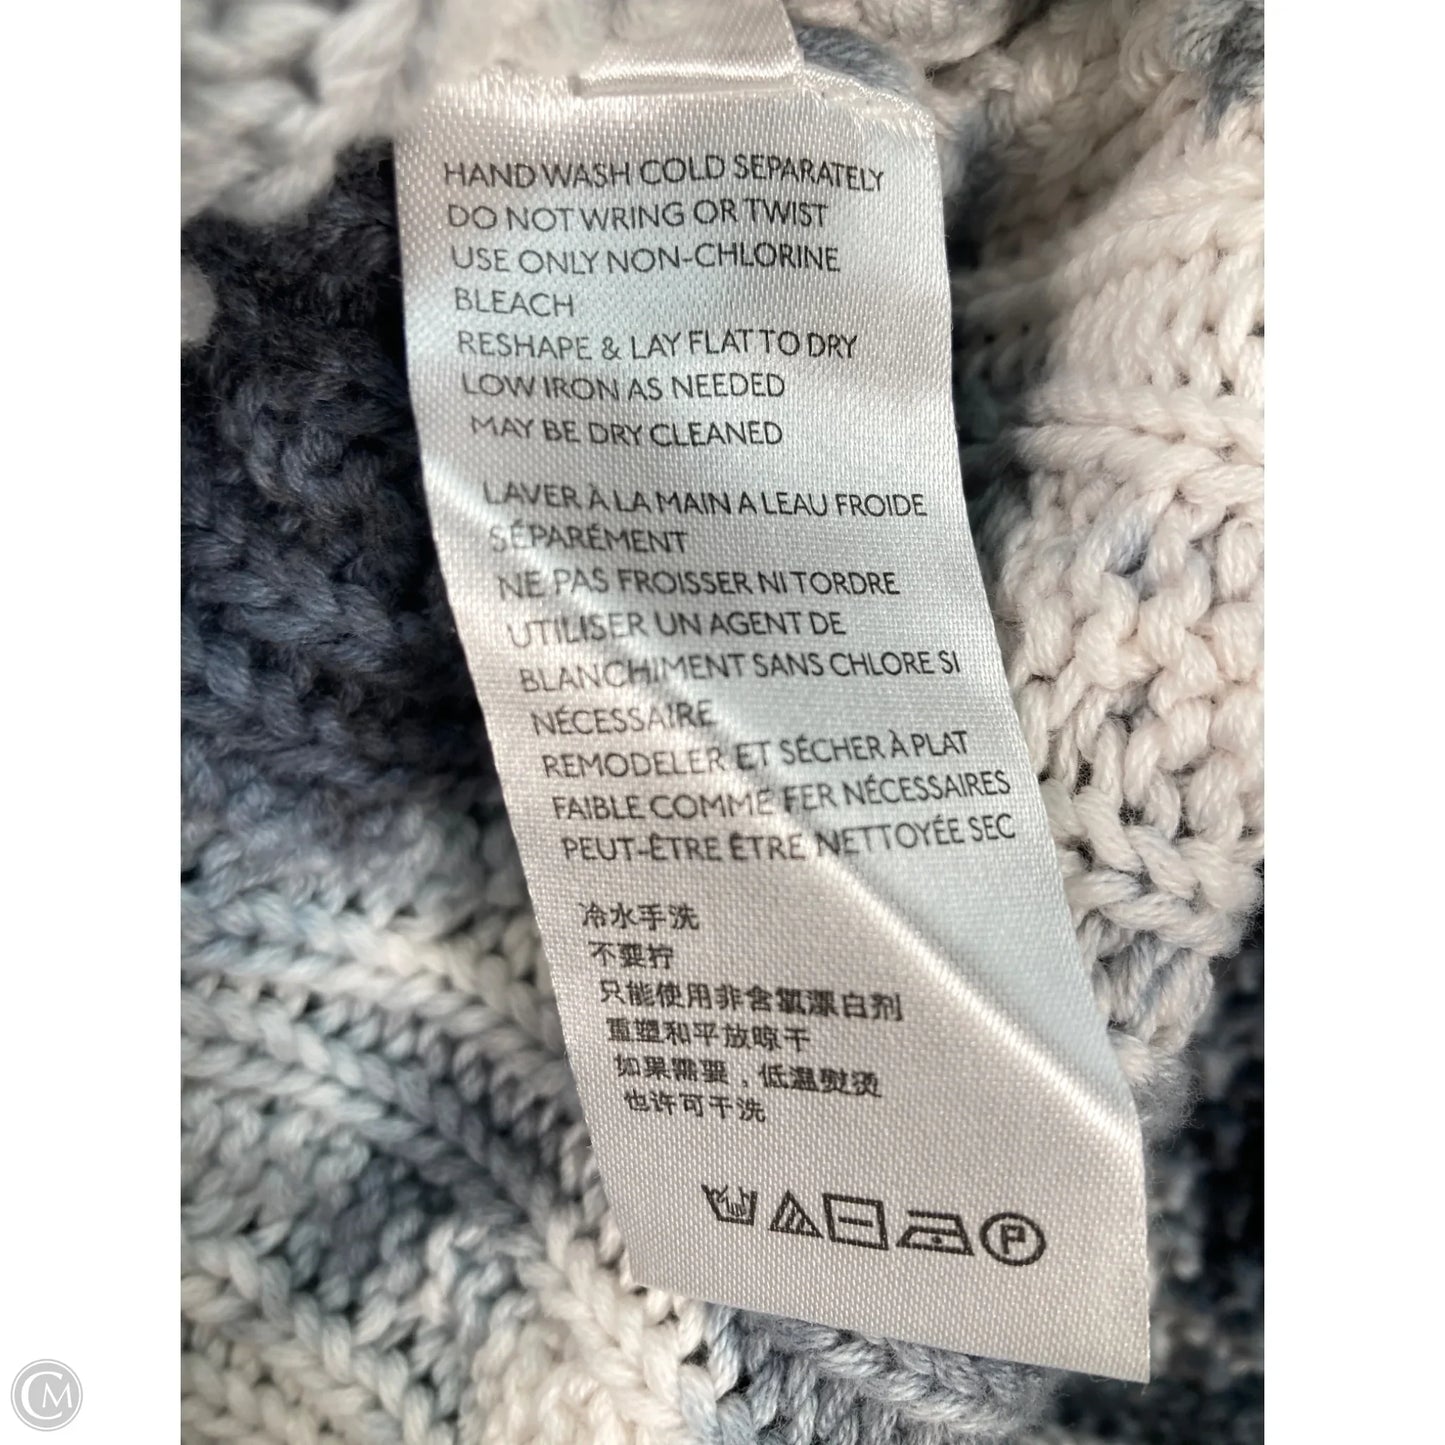 HAND WASH COLD SEPARATELY
DO NOT WRING OR TWIST
USE ONLY NON-CHLORINE
BLEACH
RESHAPE & LAY FLAT TO DRY
LOW IRON AS NEEDED
MAY BE DRY CLEANED
LAVER À LA MAIN A LEAU FROIDE
SÉPARÉMENT
NE PAS FROISSER NI TORDRE
UTILISER UN AGENT DE
BLANCHIMENT SANS CHLORE SI
NÉCESSAIRE
REMODELER ET SÉCHER À PLAT
FAIBLE COMME FER NÉCESSAIRES
PEUT-ÊTRE ÊTRE NETTOYÉE SEC
冷水手洗
不要拧
只能使用非含氯漂白剂
重塑和平放晾干
如果需要，低温熨烫
也许可干洗
P
CM